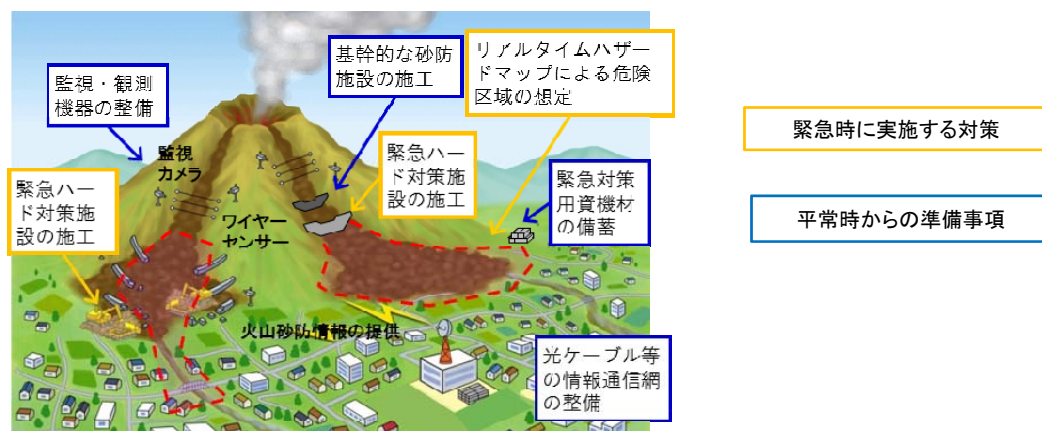 監視・観測
機器の整備
基幹的な砂防
施設の施工
リアルタイムハザー
ドマップによる危険
区域の想定
監視
カメラ
緊急ハー
ド対策施
設の施工
ワイヤー
センサー
緊急ハー
ド対策施
設の施工
緊急対策
用資機材
の備蓄
火山砂防情報の提供
光ケーブル等
の情報通信網
の整備
緊急時に実施する対策
平常時からの準備事項